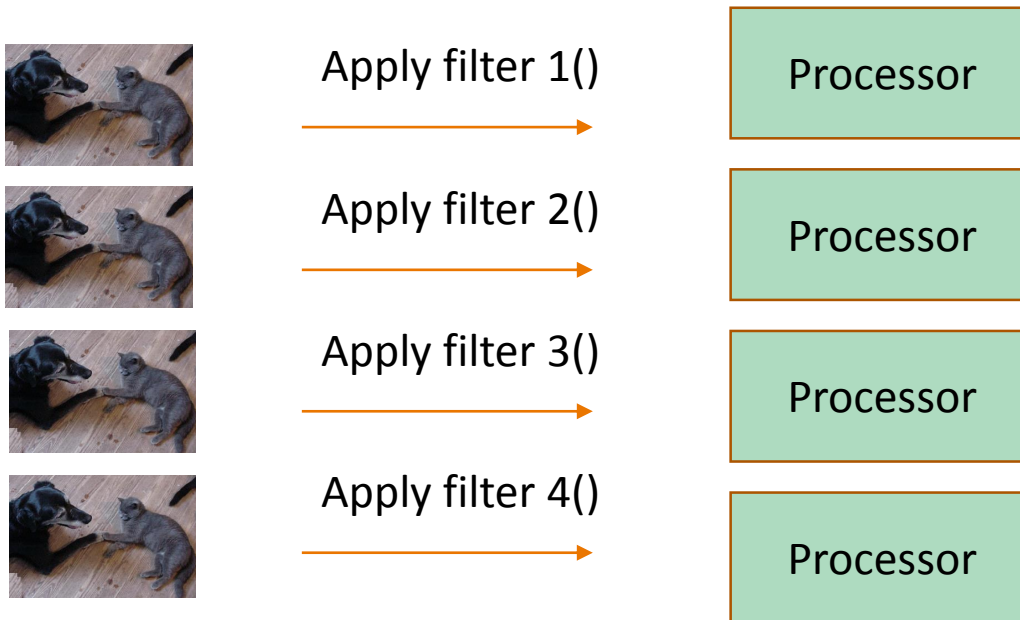 Apply filter 1()
Processor
Apply filter 2()
Processor
Apply filter 3()
Processor
Apply filter 4()
Processor